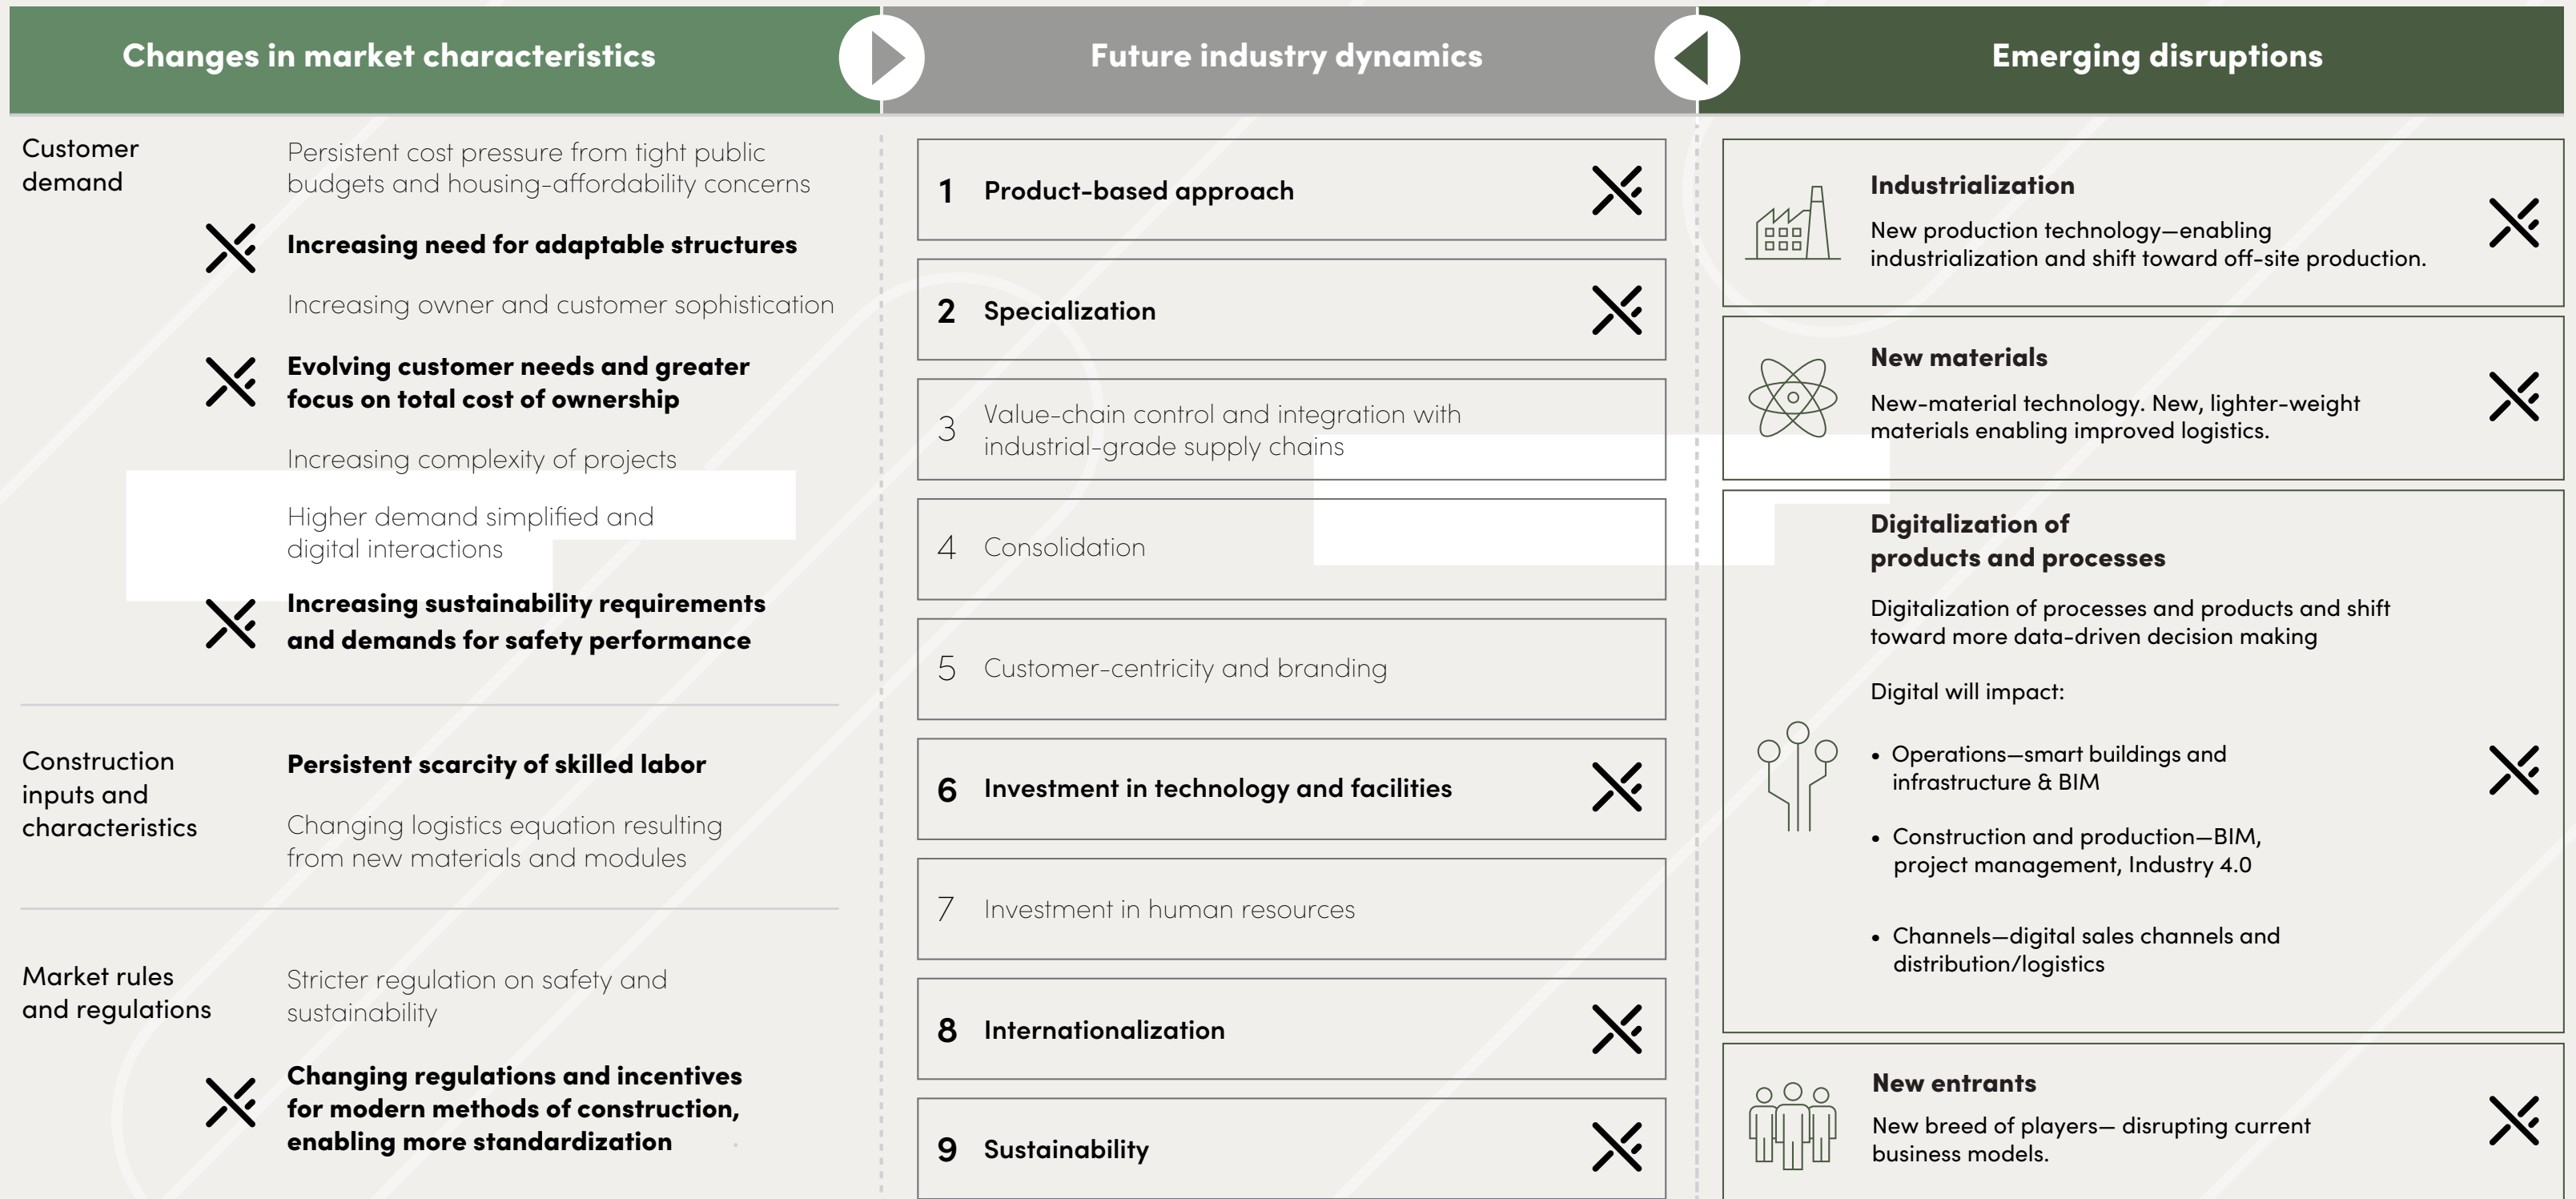 Changes in market characteristics
Future industry dynamics
Emerging disruptions
Customer
demand
Persistent cost pressure from tight public
budgets and housing-affordability concerns
Increasing need for adaptable structures
Increasing owner and customer sophistication
Evolving customer needs and greater
focus on total cost of ownership
Increasing complexity of projects
Higher demand simplified and
digital interactions
Increasing sustainability requirements
and demands for safety performance
Construction
inputs and
characteristics
Persistent scarcity of skilled labor
Changing logistics equation resulting
from new materials and modules
Market rules
and regulations
Stricter regulation on safety and
sustainability
Changing regulations and incentives
for modern methods of construction,
enabling more standardization
1 Product-based approach
2 Specialization
3 Value-chain control and integration with
industrial-grade supply chains
4 Consolidation
5 Customer-centricity and branding
6 Investment in technology and facilities
7 Investment in human resources
8 Internationalization
9 Sustainability
Industrialization
New production technology—enabling
industrialization and shift toward off-site production.
New materials
New-material technology. New, lighter-weight
materials enabling improved logistics.
Digitalization of
products and processes
Digitalization of processes and products and shift
toward more data-driven decision making
Digital will impact:
• Operations—smart buildings and
infrastructure & BIM
• Construction and production—BIM,
project management, Industry 4.0
• Channels—digital sales channels and
distribution/logistics
New entrants
New breed of players— disrupting current
business models.